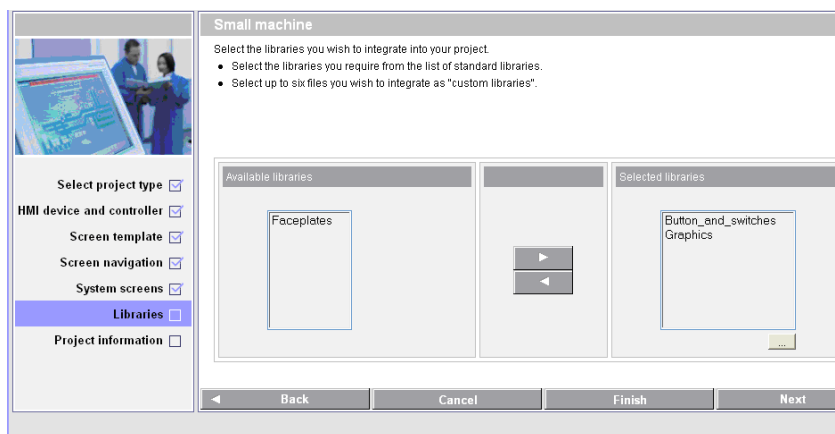 Small machine
Select the libraries you wish to integrate into your project.
Select the libraries you require from the list of standard libraries.
Select up to six files you wish to integrate as "custom libraries".
Select project type
HMI device and controller
Screen template
Screen navigation
System screens
Libraries
Project information
Available libraries
Faceplates
Selected libraries
Button_and_switches
Graphics
...
Back
Cancel
Finish
Next